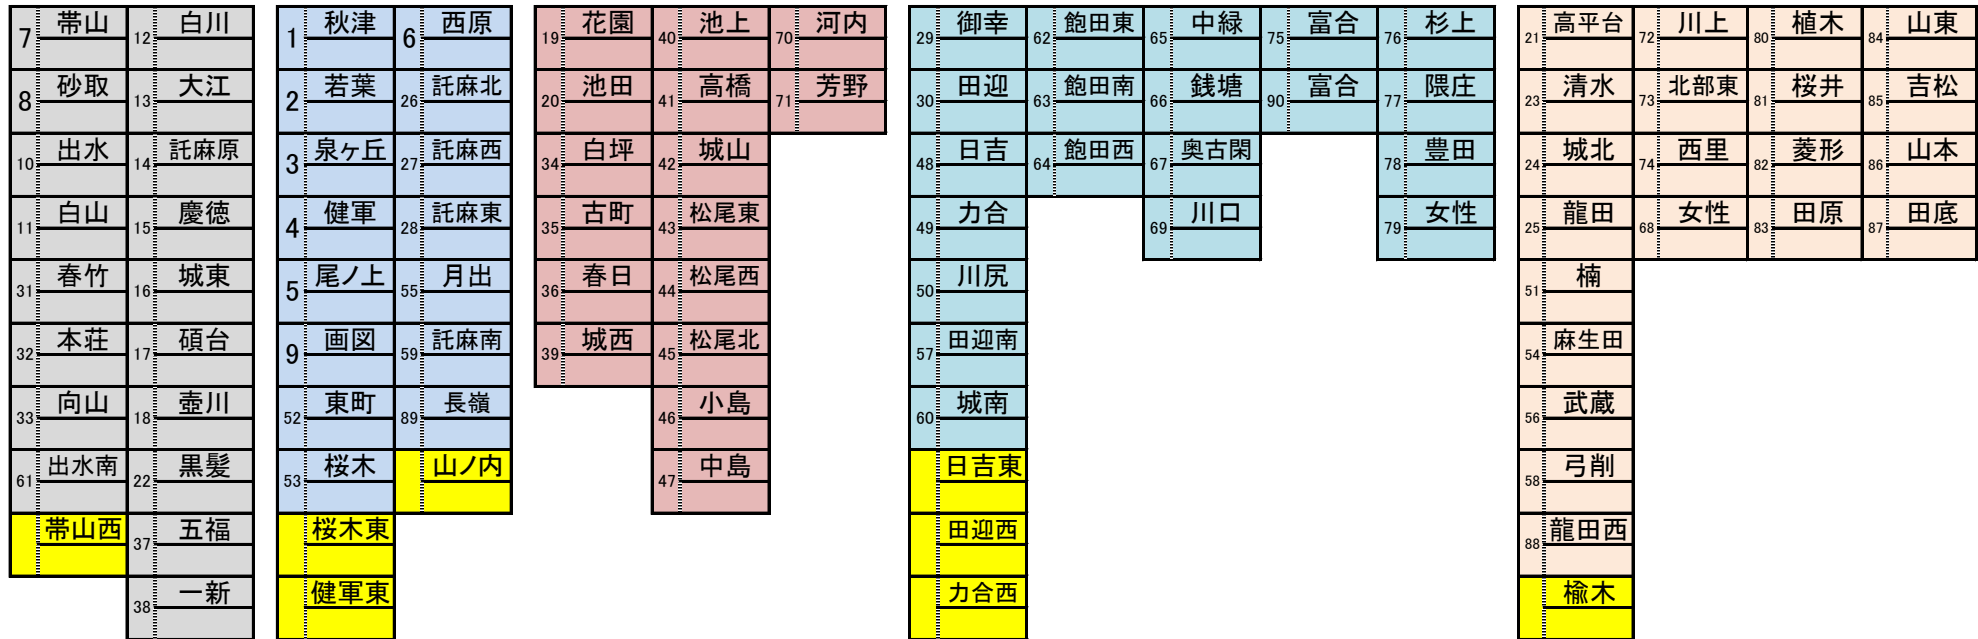 7 帯山 12 白川 1 秋津 6 西原 19 花園 40 池上 70 河内 29 御幸 62 飽田東 65 中緑 75 富合 76 杉上 21 高平台 72 川上 80 植木 84 山東
8 砂取 13 大江 2 若葉 26 託麻北 20 池田 41 高橋 71 芳野 30 田迎 63 飽田南 66 銭塘 90 富合 77 隈庄 23 清水 73 北部東 81 桜井 85 吉松
10 出水 14 託麻原 3 泉ヶ丘 27 託麻西 34 白坪 42 城山 48 日吉 64 飽田西 67 奥古閑 78 豊田 24 城北 74 西里 82 菱形 86 山本
11 白山 15 慶徳 4 健軍 28 託麻東 35 古町 43 松尾東 49 力合 69 川口 79 女性 25 龍田 68 女性 83 田原 87 田底
31 春竹 16 城東 5 尾ノ上 55 月出 36 春日 44 松尾西 50 川尻 51 楠
32 本荘 17 碩台 9 画図 59 託麻南 39 城西 45 松尾北 57 田迎南 54 麻生田
33 向山 18 壺川 52 東町 89 長嶺 46 小島 60 城南 56 武蔵
61 出水南 22 黒髪 53 桜木 山ノ内 47 中島 日吉東 58 弓削
帯山西 37 五福 桜木東 田迎西 88 龍田西
38 一新 健軍東 力合西 楡木